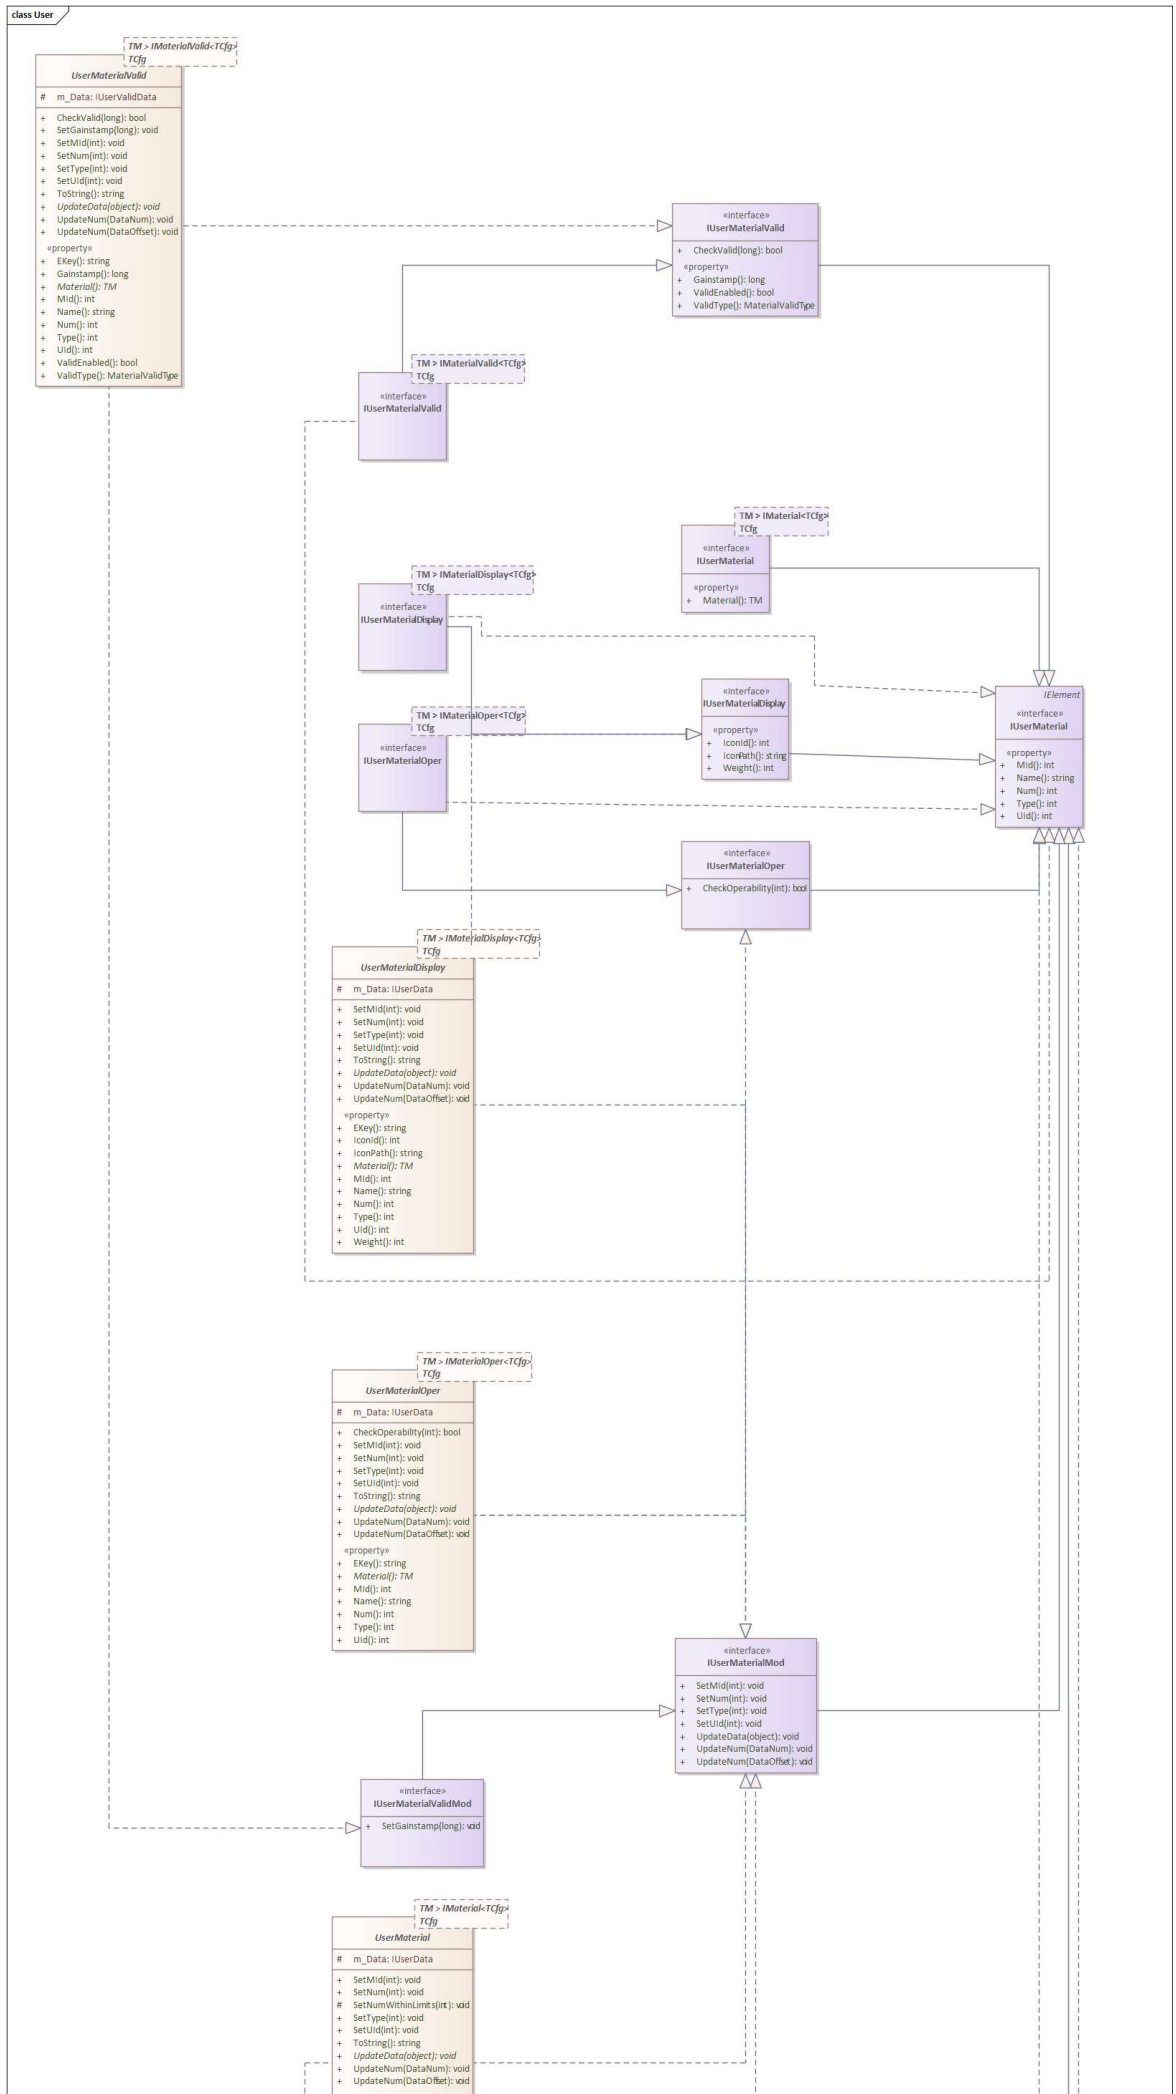 class User
TM > IMaterialValid<TCfg>
TCfg
UserMaterialValid
# m_Data: IUserValidData
+ CheckValid(long): bool
+ SetGainstamp(long): void
+ SetMId(int): void
+ SetNum(int): void
+ SetType(int): void
+ SetUId(int): void
+ ToString(): string
+ UpdateData(object): void
+ UpdateNum(DataNum): void
+ UpdateNum(DataOffset): void
«property»
+ EKey(): string
+ Gainstamp(): long
+ Material(): TM
+ MId(): int
+ Name(): string
+ Num(): int
+ Type(): int
+ UId(): int
+ ValidEnabled(): bool
+ ValidType(): MaterialValidType
«interface»
IUserMaterialValid
+ CheckValid(long): bool
«property»
+ Gainstamp(): long
+ ValidEnabled(): bool
+ ValidType(): MaterialValidType
TM > IMaterialValid<TCfg>
TCfg
«interface»
IUserMaterialValid
TM > IMaterial<TCfg>
TCfg
«interface»
IUserMaterial
«property»
+ Material(): TM
TM > IMaterialDisplay<TCfg>
TCfg
«interface»
IUserMaterialDisplay
«interface»
IUserMaterialDisplay
«property»
+ IconId(): int
+ IconPath(): string
+ Weight(): int
IElement
«interface»
IUserMaterial
«property»
+ MId(): int
+ Name(): string
+ Num(): int
+ Type(): int
+ UId(): int
TM > IMaterialOper<TCfg>
TCfg
«interface»
IUserMaterialOper
«interface»
IUserMaterialOper
+ CheckOperability(int): bool
TM > IMaterialDisplay<TCfg>
TCfg
UserMaterialDisplay
# m_Data: IUserData
+ SetMId(int): void
+ SetNum(int): void
+ SetType(int): void
+ SetUId(int): void
+ ToString(): string
+ UpdateData(object): void
+ UpdateNum(DataNum): void
+ UpdateNum(DataOffset): void
«property»
+ EKey(): string
+ IconId(): int
+ IconPath(): string
+ Material(): TM
+ MId(): int
+ Name(): string
+ Num(): int
+ Type(): int
+ UId(): int
+ Weight(): int
TM > IMaterialOper<TCfg>
TCfg
UserMaterialOper
# m_Data: IUserData
+ CheckOperability(int): bool
+ SetMId(int): void
+ SetNum(int): void
+ SetType(int): void
+ SetUId(int): void
+ ToString(): string
+ UpdateData(object): void
+ UpdateNum(DataNum): void
+ UpdateNum(DataOffset): void
«property»
+ EKey(): string
+ Material(): TM
+ MId(): int
+ Name(): string
+ Num(): int
+ Type(): int
+ UId(): int
«interface»
IUserMaterialMod
+ SetMId(int): void
+ SetNum(int): void
+ SetType(int): void
+ SetUId(int): void
+ UpdateData(object): void
+ UpdateNum(DataNum): void
+ UpdateNum(DataOffset): void
«interface»
IUserMaterialValidMod
+ SetGainstamp(long): void
TM > IMaterial<TCfg>
TCfg
UserMaterial
# m_Data: IUserData
+ SetMId(int): void
+ SetNum(int): void
# SetNumWithinLimits(int): void
+ SetType(int): void
+ SetUId(int): void
+ ToString(): string
+ UpdateData(object): void
+ UpdateNum(DataNum): void
+ UpdateNum(DataOffset): void